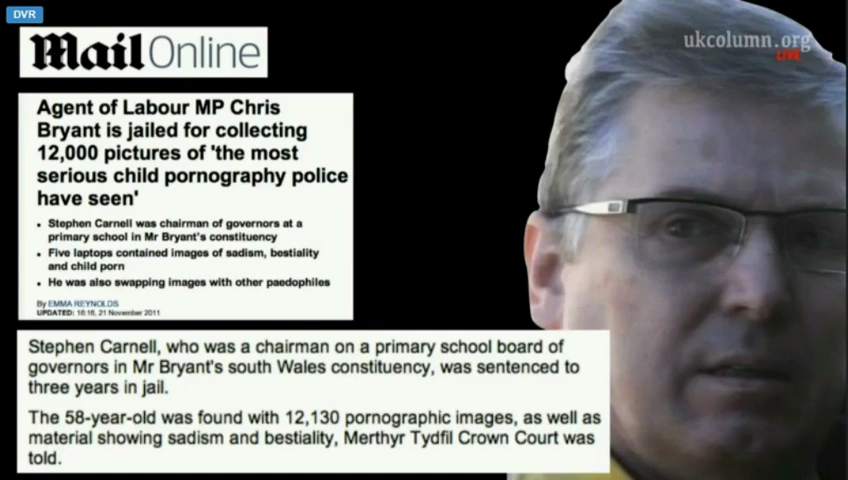 DVR
Mail Online
ukcolumn.org
LIVE
Agent of Labour MP Chris
Bryant is jailed for collecting
12,000 pictures of 'the most
serious child pornography police
have seen'
• Stephen Carnell was chairman of governors at a
primary school in Mr Bryant's constituency
• Five laptops contained images of sadism, bestiality
and child porn
• He was also swapping images with other paedophiles
By EMMA REYNOLDS
UPDATED: 16:16, 21 November 2011
Stephen Carnell, who was a chairman on a primary school board of
governors in Mr Bryant's south Wales constituency, was sentenced to
three years in jail.
The 58-year-old was found with 12,130 pornographic images, as well as
material showing sadism and bestiality, Merthyr Tydfil Crown Court was
told.